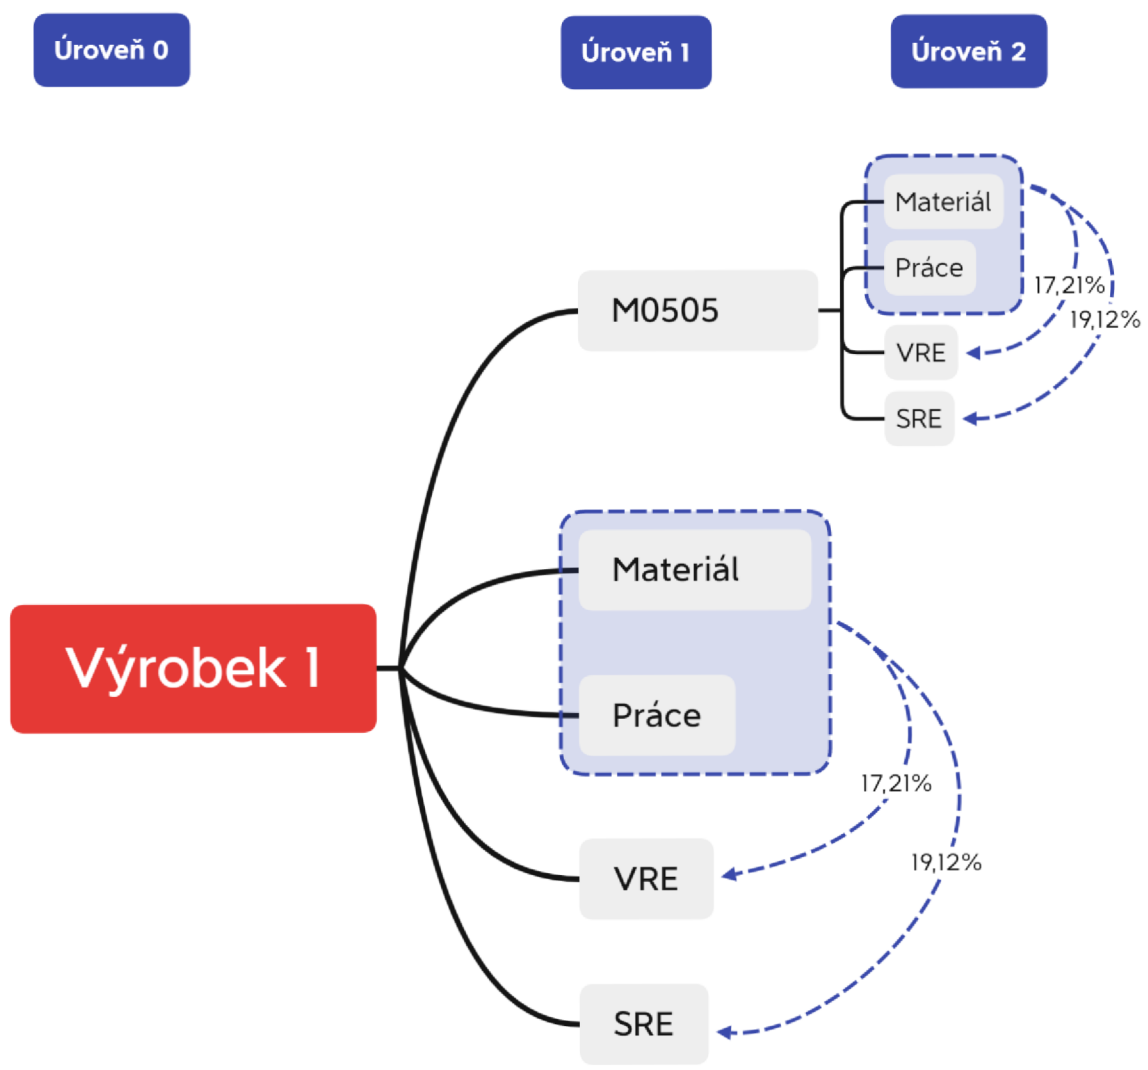 Úroveň 0
Úroveň 1
Úroveň 2
Materiál
Práce
17,21%
M0505
19,12%
VRE
SRE
Materiál
Výrobek 1
Práce
17,21%
VRE
19,12%
SRE